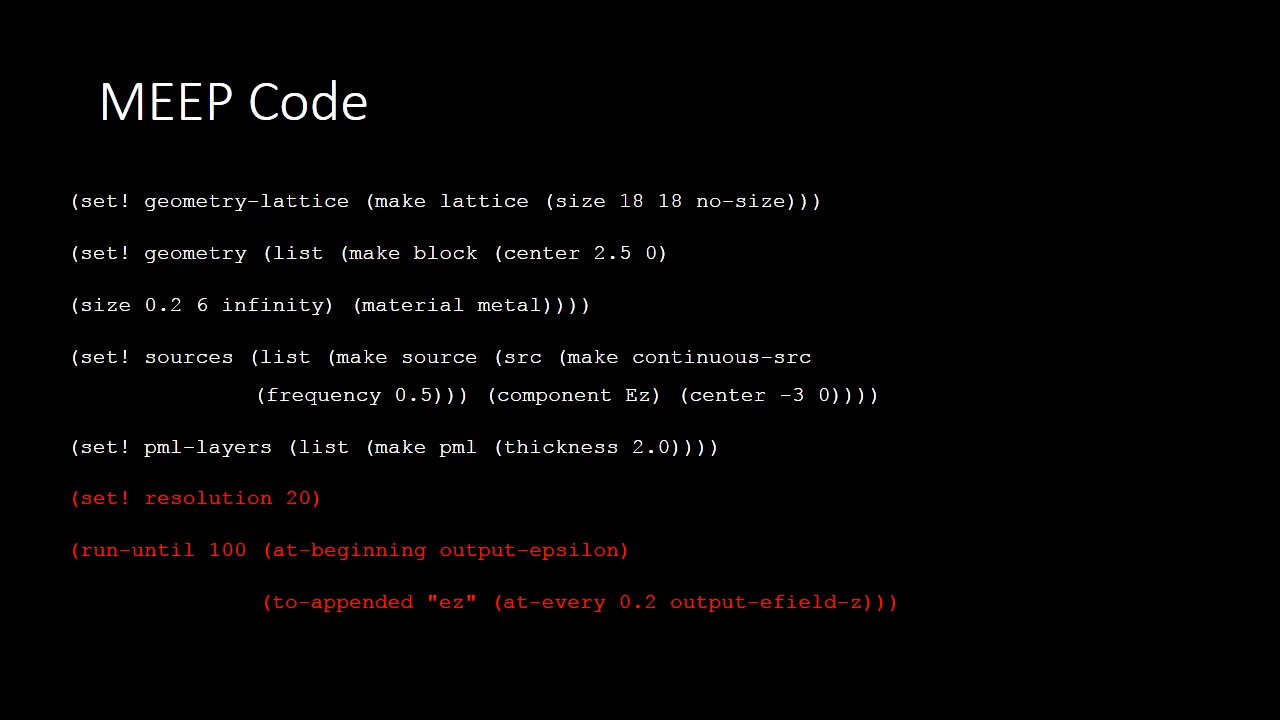 MEEP Code
(set! geometry-lattice (make lattice (size 18 18 no-size)))
(set! geometry (list (make block (center 2.5 0)
(size 0.2 6 infinity) (material metal))))
(set! sources (list (make source (src (make continuous-src
(frequency 0.5))) (component Ez) (center -3 0))))
(set! pml-layers (list (make pml (thickness 2.0))))
(set! resolution 20)
(run-until 100 (at-beginning output-epsilon)
(to-appended "ez" (at-every 0.2 output-efield-z)))